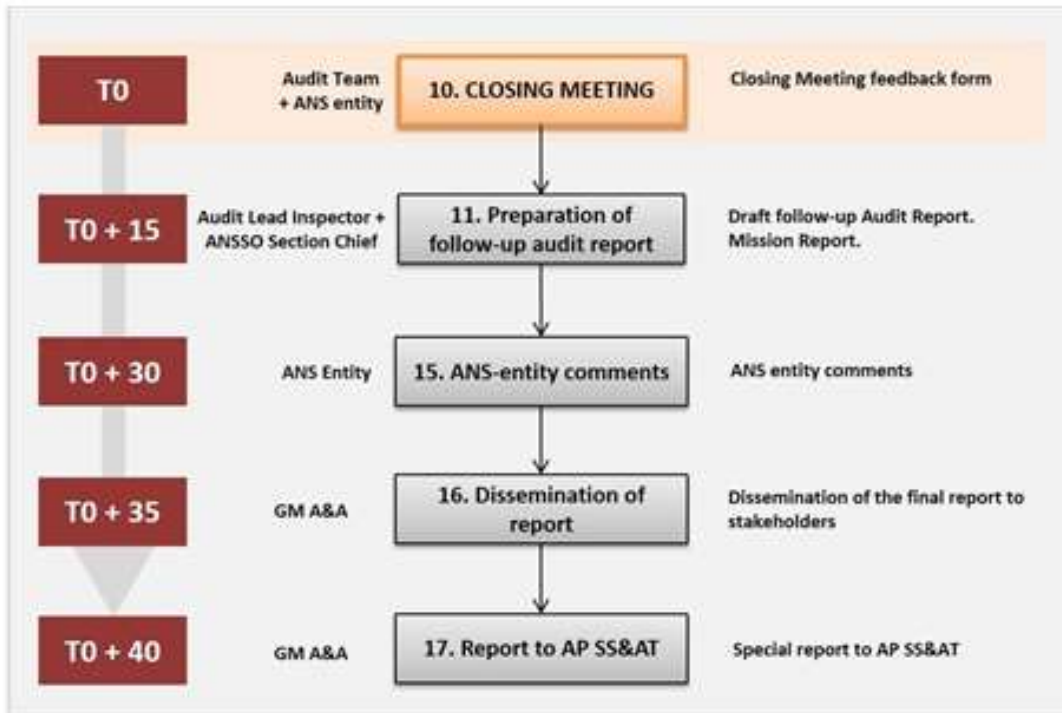 T0
Audit Team
+ ANS entity
10. CLOSING MEETING
Closing Meeting feedback form
T0 + 15
Audit Lead Inspector +
ANSSO Section Chief
11. Preparation of
follow-up audit report
Draft follow-up Audit Report.
Mission Report.
T0 + 30
ANS Entity
15. ANS-entity comments
ANS entity comments
T0 + 35
GM A&A
16. Dissemination of
report
Dissemination of the final report to
stakeholders
T0 + 40
GM A&A
17. Report to AP SS&AT
Special report to AP SS&AT